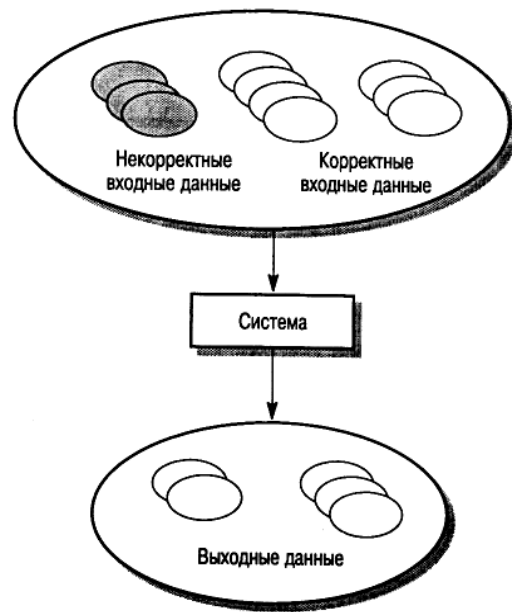 Некорректные
входные данные
Корректные
входные данные
Система
Выходные данные